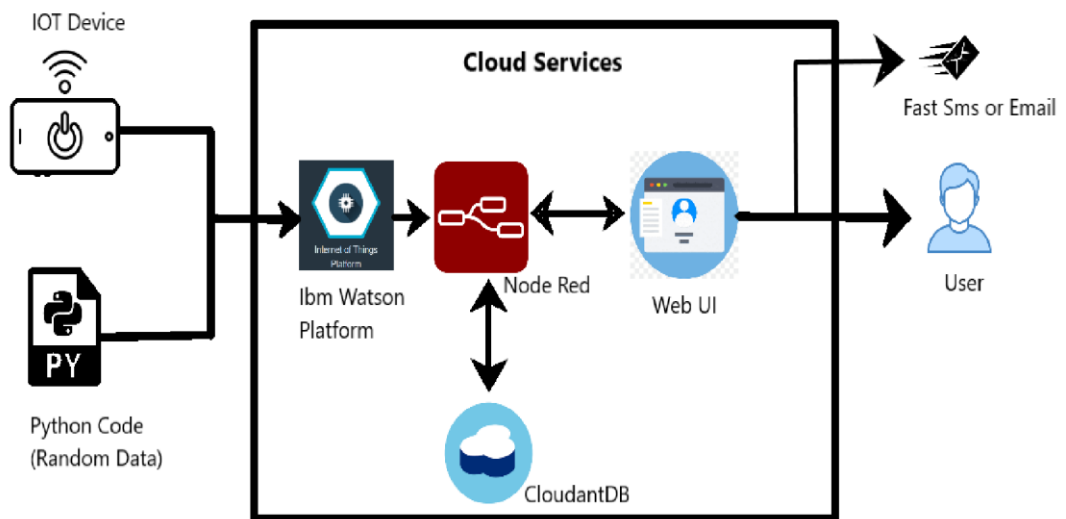 IOT Device
Cloud Services
Fast Sms or Email
Internet of Things
Platform
Ibm Watson
Platform
Node Red
Web UI
User
PY
Python Code
(Random Data)
CloudantDB